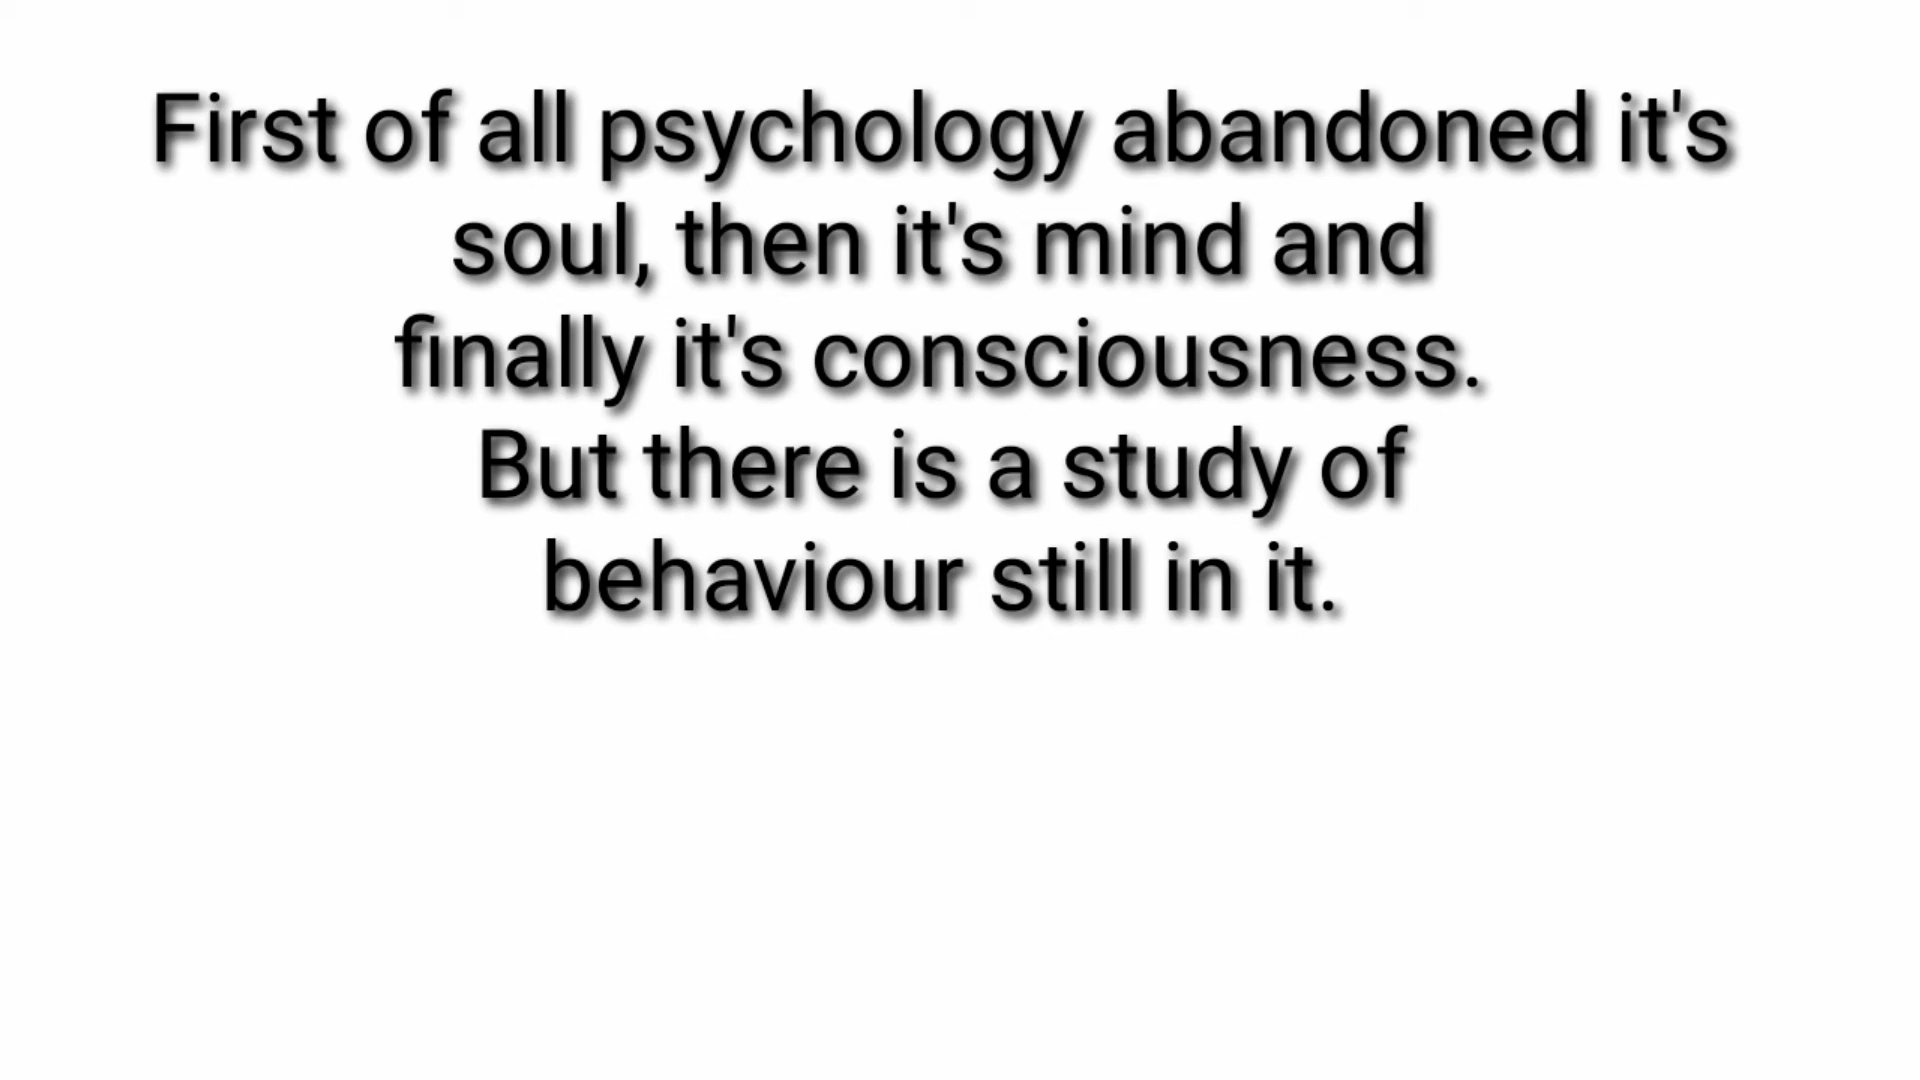 First of all psychology abandoned it's
soul, then it's mind and
finally it's consciousness.
But there is a study of
behaviour still in it.